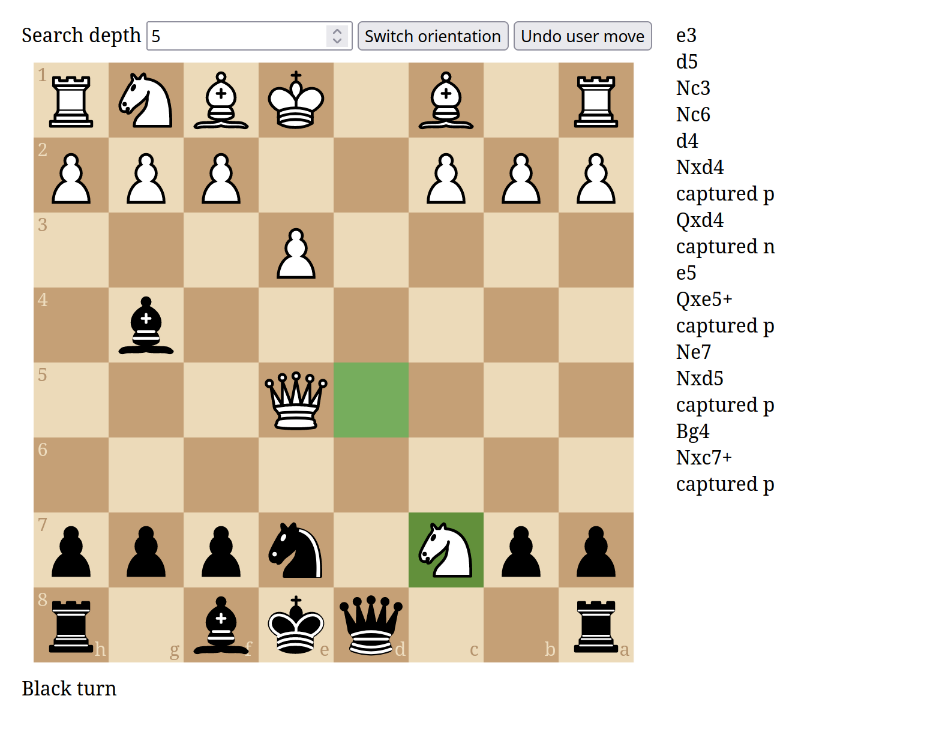 Search depth 5 Switch orientation Undo user move
1
2
3
4
5
6
7
8
h g f e d c b a
Black turn
e3
d5
Nc3
Nc6
d4
Nxd4
captured p
Qxd4
captured n
e5
Qxe5+
captured p
Ne7
Nxd5
captured p
Bg4
Nxc7+
captured p